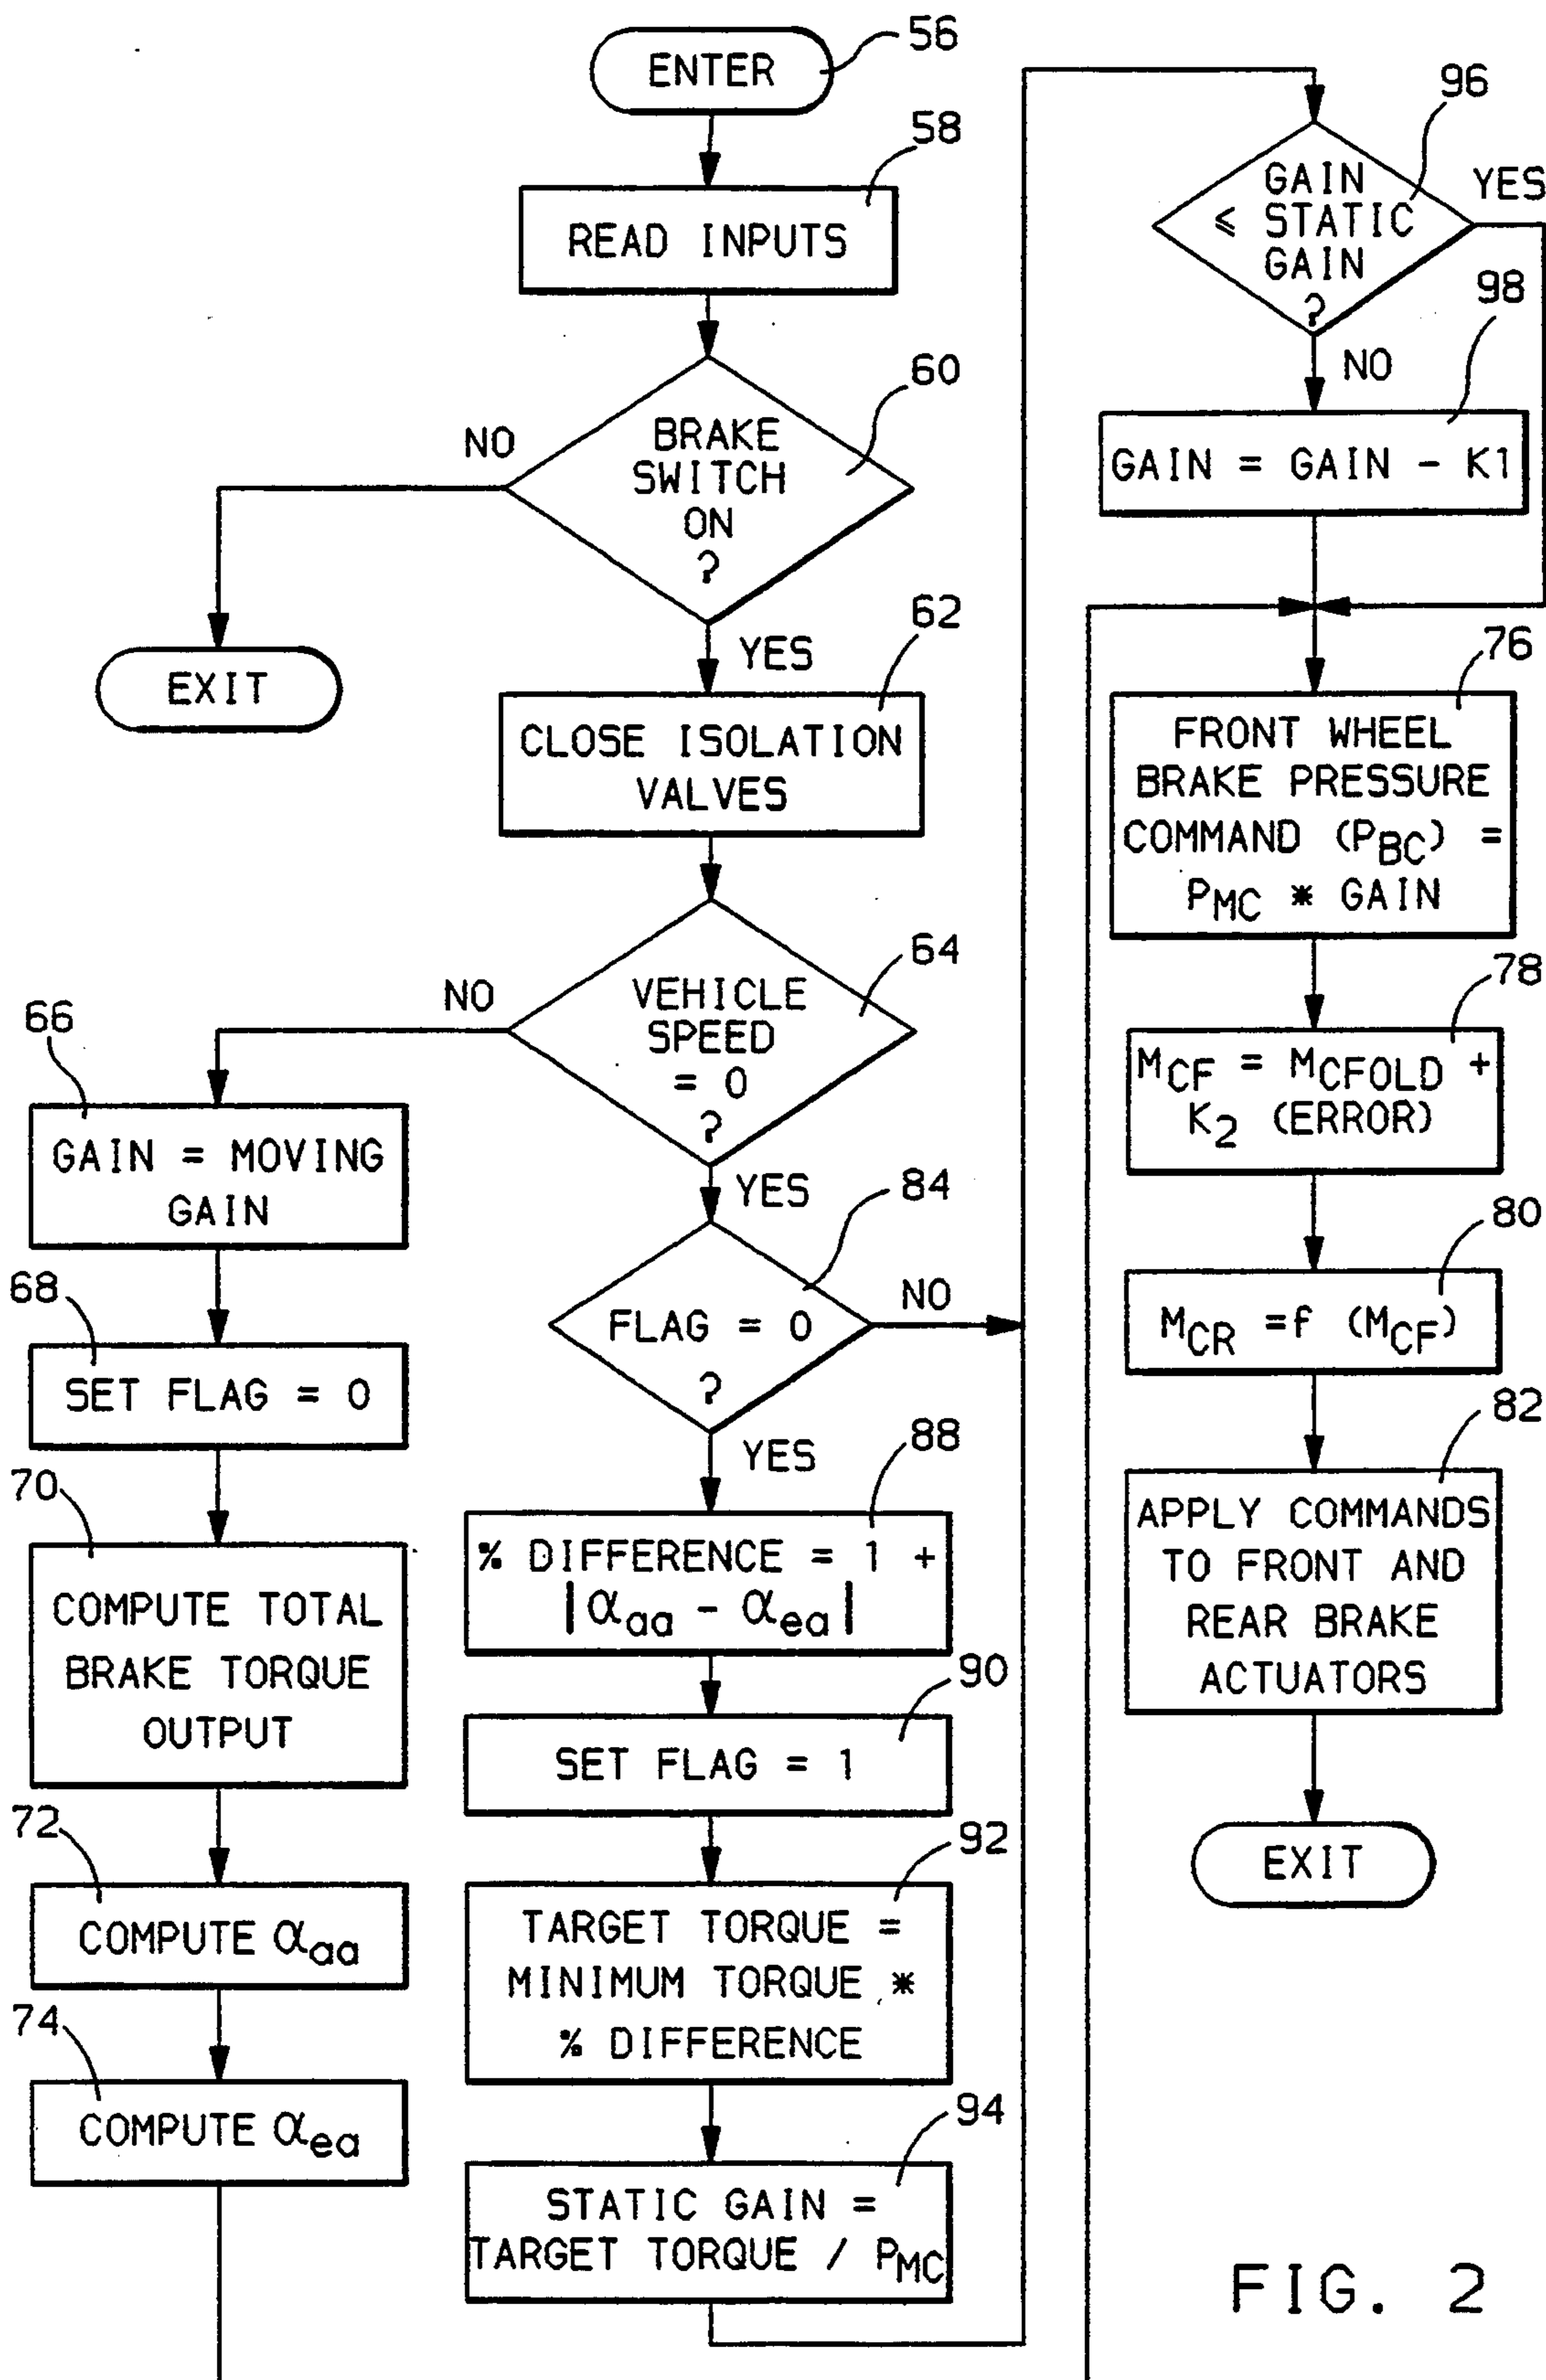 ENTER
56
58
READ INPUTS
60
BRAKE
SWITCH
ON
?
NO
EXIT
YES
62
CLOSE ISOLATION
VALVES
64
VEHICLE
SPEED
= 0
?
NO
66
GAIN = MOVING
GAIN
68
SET FLAG = 0
70
COMPUTE TOTAL
BRAKE TORQUE
OUTPUT
72
COMPUTE αaa
74
COMPUTE αea
YES
84
FLAG = 0
?
NO
YES
88
% DIFFERENCE = 1 +
|αaa - αea|
90
SET FLAG = 1
92
TARGET TORQUE =
MINIMUM TORQUE *
% DIFFERENCE
94
STATIC GAIN =
TARGET TORQUE / PMC
96
GAIN
≤ STATIC
GAIN
?
YES
NO
98
GAIN = GAIN - K1
76
FRONT WHEEL
BRAKE PRESSURE
COMMAND (PBC) =
PMC * GAIN
78
MCF = MCFOLD +
K2 (ERROR)
80
MCR =f (MCF)
82
APPLY COMMANDS
TO FRONT AND
REAR BRAKE
ACTUATORS
EXIT
FIG. 2